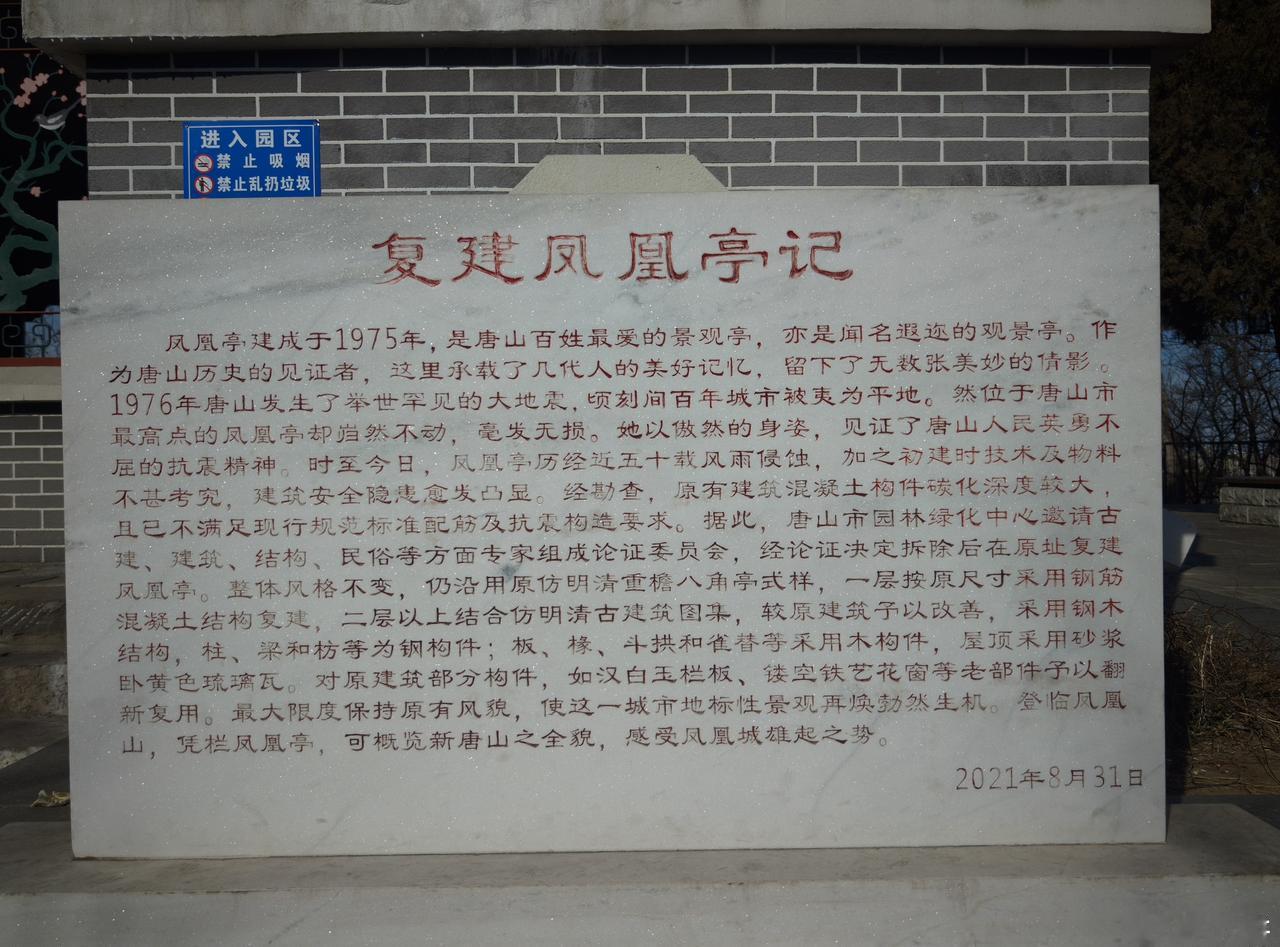 进入园区
禁止吸烟
禁止乱扔垃圾
复建凤凰亭记
凤凰亭建成于1975年，是唐山百姓最爱的景观亭，亦是闻名遐迩的观景亭。作
为唐山历史的见证者，这里承载了几代人的美好记忆，留下了无数张美妙的倩影。
1976年唐山发生了举世罕见的大地震，顷刻间百年城市被夷为平地。然位于唐山市
最高点的凤凰亭却岿然不动，毫发无损。她以傲然的身姿，见证了唐山人民英勇不
屈的抗震精神。时至今日，凤凰亭历经近五十载风雨侵蚀，加之初建时技术及物料
不甚考究，建筑安全隐患愈发凸显。经勘查，原有建筑混凝土构件碳化深度较大，
且已不满足现行规范标准配筋及抗震构造要求。据此，唐山市园林绿化中心邀请古
建、建筑、结构、民俗等方面专家组成论证委员会，经论证决定拆除后在原址复建
凤凰亭。整体风格不变，仍沿用原仿明清重檐八角亭式样，一层按原尺寸采用钢筋
混凝土结构复建，二层以上结合仿明清古建筑图集，较原建筑予以改善，采用钢木
结构，柱、梁和枋等为钢构件；板、椽、斗拱和雀替等采用木构件，屋顶采用砂浆
卧黄色琉璃瓦。对原建筑部分构件，如汉白玉栏板、镂空铁艺花窗等老部件予以翻
新复用。最大限度保持原有风貌，使这一城市地标性景观再焕勃然生机。登临凤凰
山，凭栏凤凰亭，可概览新唐山之全貌，感受凤凰城雄起之势。
2021年8月31日